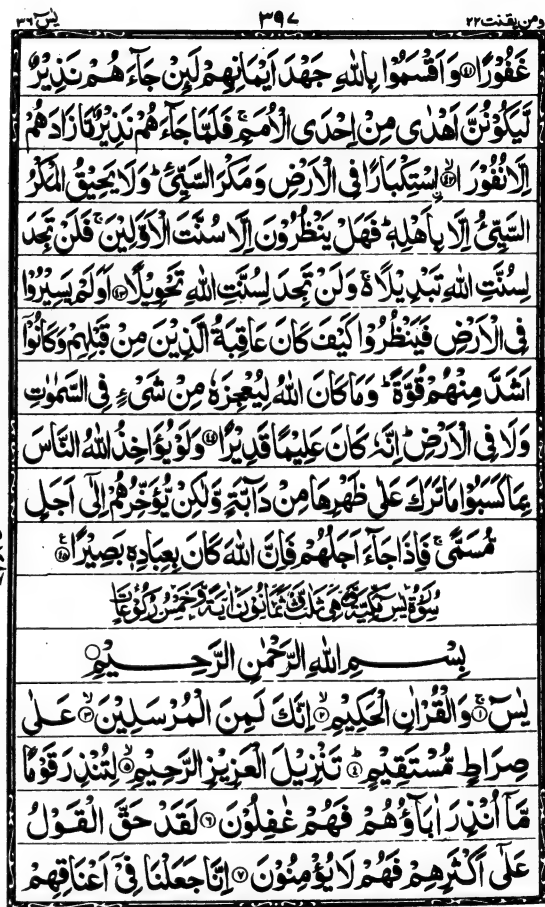 ومن يقنت ٢٢ ٣٩٧ يٰسٓ ٣٦
غَفُوْرًا ۟﴿٤١﴾ وَاَقْسَمُوْا بِاللّٰهِ جَهْدَ اَيْمَانِهِمْ لَئِنْ جَآءَهُمْ نَذِيْرٌ
لَّيَكُوْنُنَّ اَهْدٰى مِنْ اِحْدَى الْاُمَمِ ۚ فَلَمَّا جَآءَهُمْ نَذِيْرٌ مَّا زَادَهُمْ
اِلَّا نُفُوْرًا ﴿٤٢﴾ۙ اسْتِكْبَارًا فِى الْاَرْضِ وَمَكْرَ السَّيِّئِ ؕ وَلَا يَحِيْقُ الْمَكْرُ
السَّيِّئُ اِلَّا بِاَهْلِهٖ ؕ فَهَلْ يَنْظُرُوْنَ اِلَّا سُنَّتَ الْاَوَّلِيْنَ ۚ فَلَنْ تَجِدَ
لِسُنَّتِ اللّٰهِ تَبْدِيْلًا ۚ۬ وَلَنْ تَجِدَ لِسُنَّتِ اللّٰهِ تَحْوِيْلًا ﴿٤٣﴾ اَوَلَمْ يَسِيْرُوْا
فِى الْاَرْضِ فَيَنْظُرُوْا كَيْفَ كَانَ عَاقِبَةُ الَّذِيْنَ مِنْ قَبْلِهِمْ وَكَانُوْٓا
اَشَدَّ مِنْهُمْ قُوَّةً ؕ وَمَا كَانَ اللّٰهُ لِيُعْجِزَهٗ مِنْ شَىْءٍ فِى السَّمٰوٰتِ
وَلَا فِى الْاَرْضِ ؕ اِنَّهٗ كَانَ عَلِيْمًا قَدِيْرًا ﴿٤٤﴾ وَلَوْ يُؤَاخِذُ اللّٰهُ النَّاسَ
بِمَا كَسَبُوْا مَا تَرَكَ عَلٰى ظَهْرِهَا مِنْ دَآبَّةٍ وَّلٰكِنْ يُّؤَخِّرُهُمْ اِلٰٓى اَجَلٍ
مُّسَمًّى ۚ فَاِذَا جَآءَ اَجَلُهُمْ فَاِنَّ اللّٰهَ كَانَ بِعِبَادِهٖ بَصِيْرًا ﴿٤٥﴾
سُوْرَةُ يٰسٓ مَكِّيَّةٌ وَّهِىَ ثَلٰثٌ وَّثَمَانُوْنَ اٰيَةً وَّخَمْسُ رُكُوْعَاتٍ
بِسْمِ اللّٰهِ الرَّحْمٰنِ الرَّحِيْمِ
يٰسٓ ﴿١﴾ۚ وَالْقُرْاٰنِ الْحَكِيْمِ ﴿٢﴾ۙ اِنَّكَ لَمِنَ الْمُرْسَلِيْنَ ﴿٣﴾ۙ عَلٰى
صِرَاطٍ مُّسْتَقِيْمٍ ﴿٤﴾ؕ تَنْزِيْلَ الْعَزِيْزِ الرَّحِيْمِ ﴿٥﴾ۙ لِتُنْذِرَ قَوْمًا
مَّآ اُنْذِرَ اٰبَآؤُهُمْ فَهُمْ غٰفِلُوْنَ ﴿٦﴾ لَقَدْ حَقَّ الْقَوْلُ
عَلٰٓى اَكْثَرِهِمْ فَهُمْ لَا يُؤْمِنُوْنَ ﴿٧﴾ اِنَّا جَعَلْنَا فِىْٓ اَعْنَاقِهِمْ